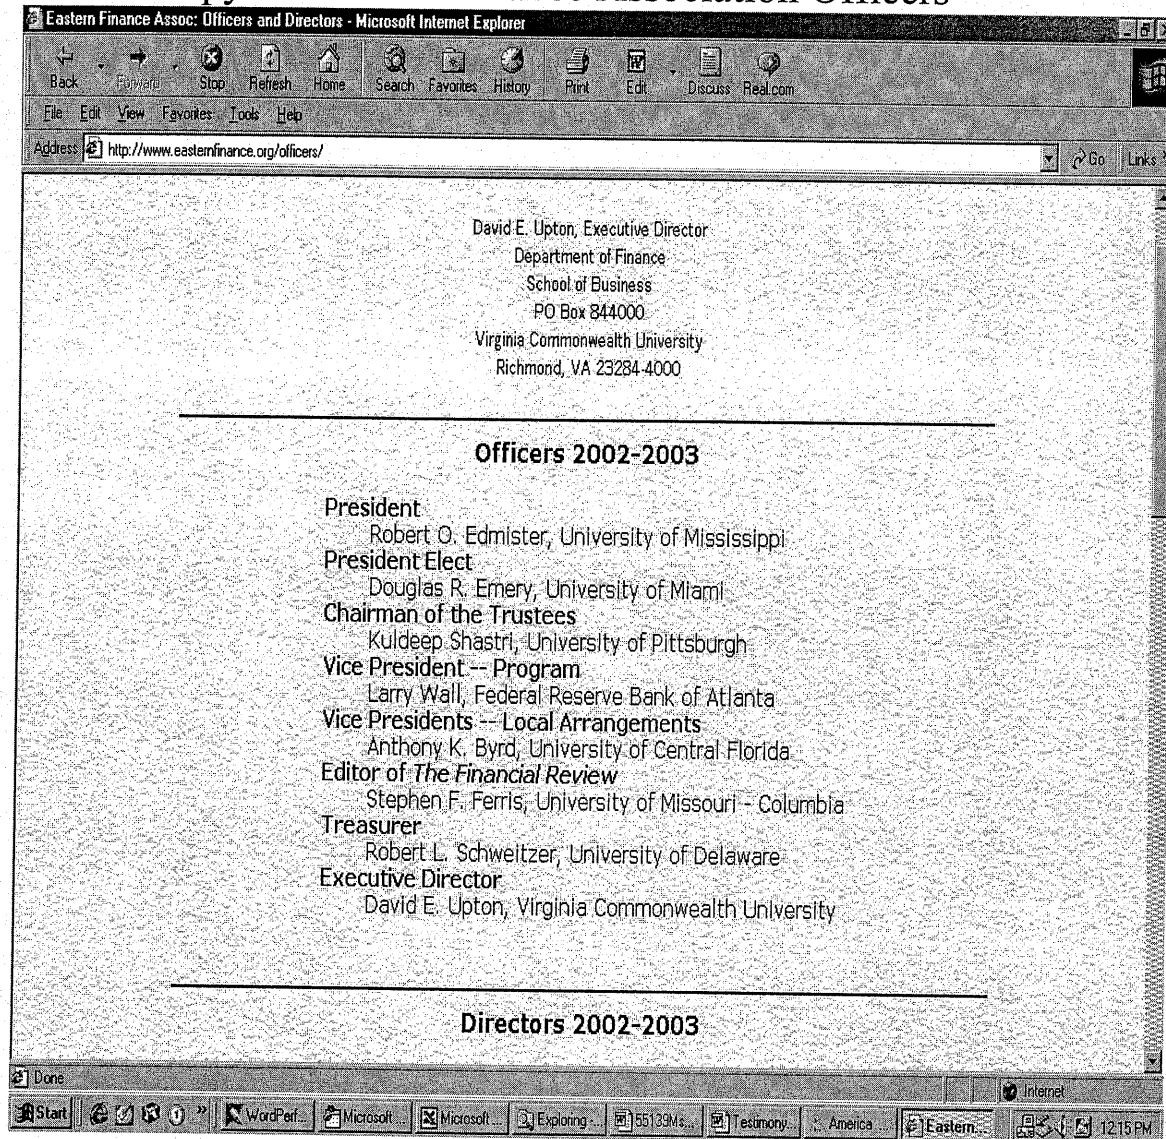 Eastern Finance Assoc: Officers and Directors - Microsoft Internet Explorer
Back Forward Stop Refresh Home Search Favorites History Print Edit Discuss Real.com
File Edit View Favorites Tools Help
Address http://www.easternfinance.org/officers/ Go Links
David E. Upton, Executive Director
Department of Finance
School of Business
PO Box 844000
Virginia Commonwealth University
Richmond, VA 23284-4000
Officers 2002-2003
President
Robert O. Edmister, University of Mississippi
President Elect
Douglas R. Emery, University of Miami
Chairman of the Trustees
Kuldeep Shastri, University of Pittsburgh
Vice President -- Program
Larry Wall, Federal Reserve Bank of Atlanta
Vice Presidents -- Local Arrangements
Anthony K. Byrd, University of Central Florida
Editor of The Financial Review
Stephen F. Ferris, University of Missouri - Columbia
Treasurer
Robert L. Schweitzer, University of Delaware
Executive Director
David E. Upton, Virginia Commonwealth University
Directors 2002-2003
Done Internet
Start WordPerf... Microsoft ... Microsoft ... Exploring -... 55139Ms... Testimony... America ... Eastern... 12:15 PM